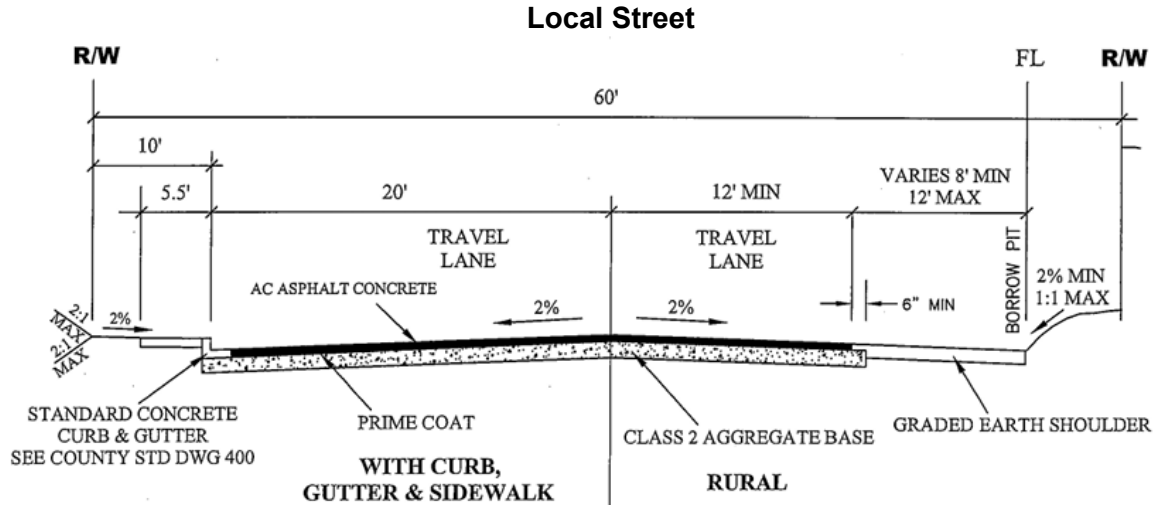 Local Street
R/W
FL
R/W
60'
10'
5.5'
20'
12' MIN
VARIES 8' MIN
12' MAX
TRAVEL
LANE
TRAVEL
LANE
BORROW PIT
2% MIN
1:1 MAX
AC ASPHALT CONCRETE
6" MIN
2:1
MAX
2%
2%
2%
2:1
MAX
STANDARD CONCRETE
CURB & GUTTER
SEE COUNTY STD DWG 400
PRIME COAT
CLASS 2 AGGREGATE BASE
GRADED EARTH SHOULDER
WITH CURB,
GUTTER & SIDEWALK
RURAL